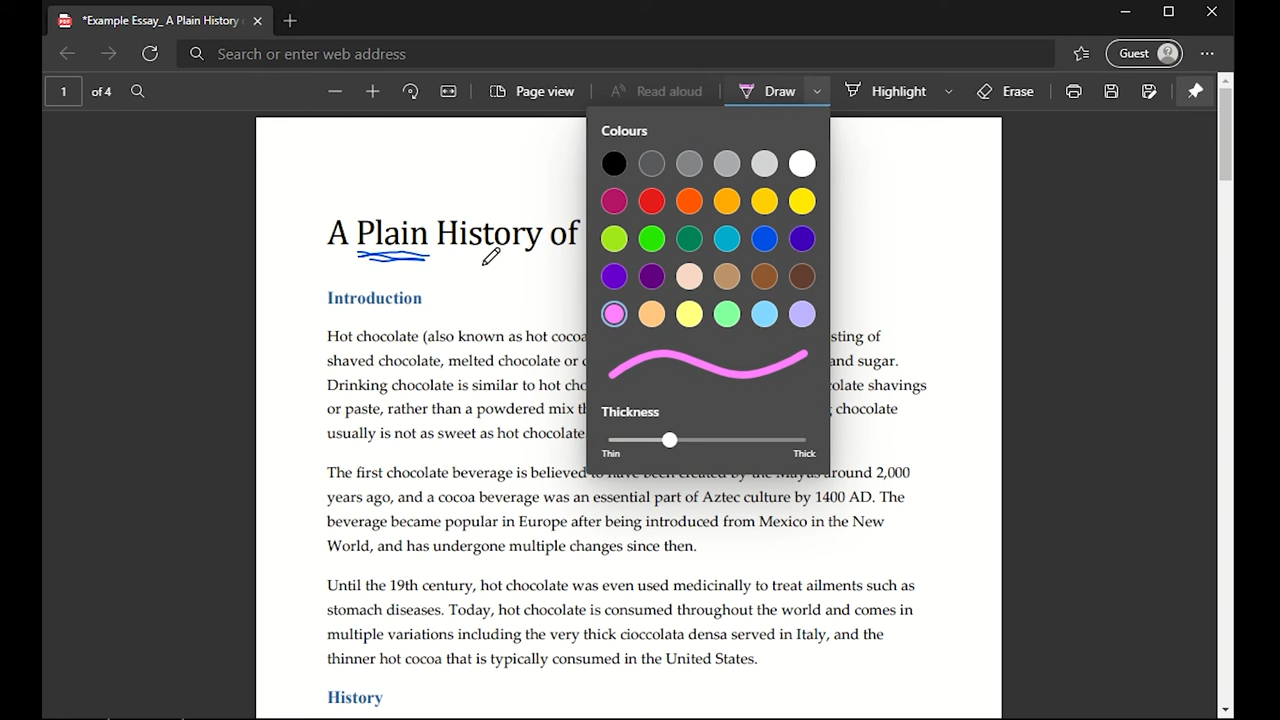 *Example Essay_ A Plain History
Search or enter web address
Guest
1 of 4
Page view
Read aloud
Draw
Highlight
Erase
Colours
Thickness
Thin Thick
A Plain History of
Introduction
Hot chocolate (also known as hot cocoa sting of
shaved chocolate, melted chocolate or and sugar.
Drinking chocolate is similar to hot cho olate shavings
or paste, rather than a powdered mix chocolate
usually is not as sweet as hot chocolate
The first chocolate beverage is believed to have been created by the Mayas around 2,000
years ago, and a cocoa beverage was an essential part of Aztec culture by 1400 AD. The
beverage became popular in Europe after being introduced from Mexico in the New
World, and has undergone multiple changes since then.
Until the 19th century, hot chocolate was even used medicinally to treat ailments such as
stomach diseases. Today, hot chocolate is consumed throughout the world and comes in
multiple variations including the very thick cioccolata densa served in Italy, and the
thinner hot cocoa that is typically consumed in the United States.
History